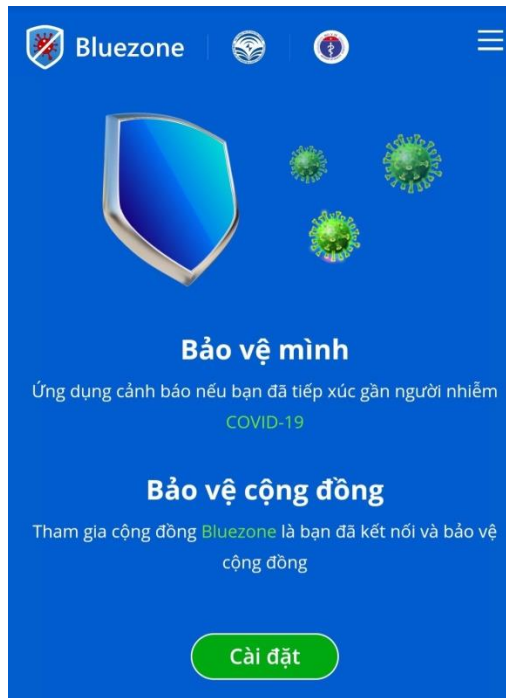 Bluezone
Bảo vệ mình
Ứng dụng cảnh báo nếu bạn đã tiếp xúc gần người nhiễm
COVID-19
Bảo vệ cộng đồng
Tham gia cộng đồng Bluezone là bạn đã kết nối và bảo vệ
cộng đồng
Cài đặt